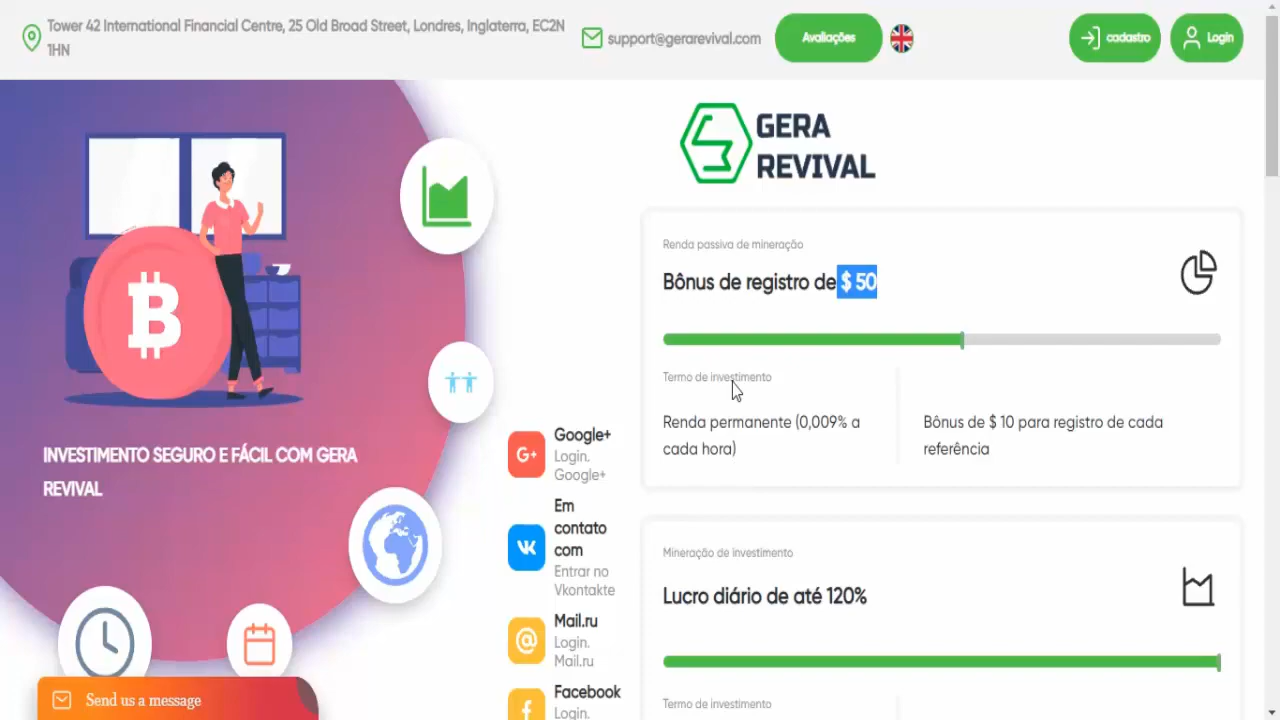 Tower 42 International Financial Centre, 25 Old Broad Street, Londres, Inglaterra, EC2N
1HN
support@gerarevival.com
Avaliações
cadastro
Login
GERA
REVIVAL
Renda passiva de mineração
Bônus de registro de $ 50
Termo de investimento
Renda permanente (0,009% a
cada hora)
Bônus de $ 10 para registro de cada
referência
INVESTIMENTO SEGURO E FÁCIL COM GERA
REVIVAL
Google+
Login.
Google+
Em
contato
com
Entrar no
Vkontakte
Mail.ru
Login.
Mail.ru
Facebook
Login.
Mineração de investimento
Lucro diário de até 120%
Termo de investimento
Send us a message